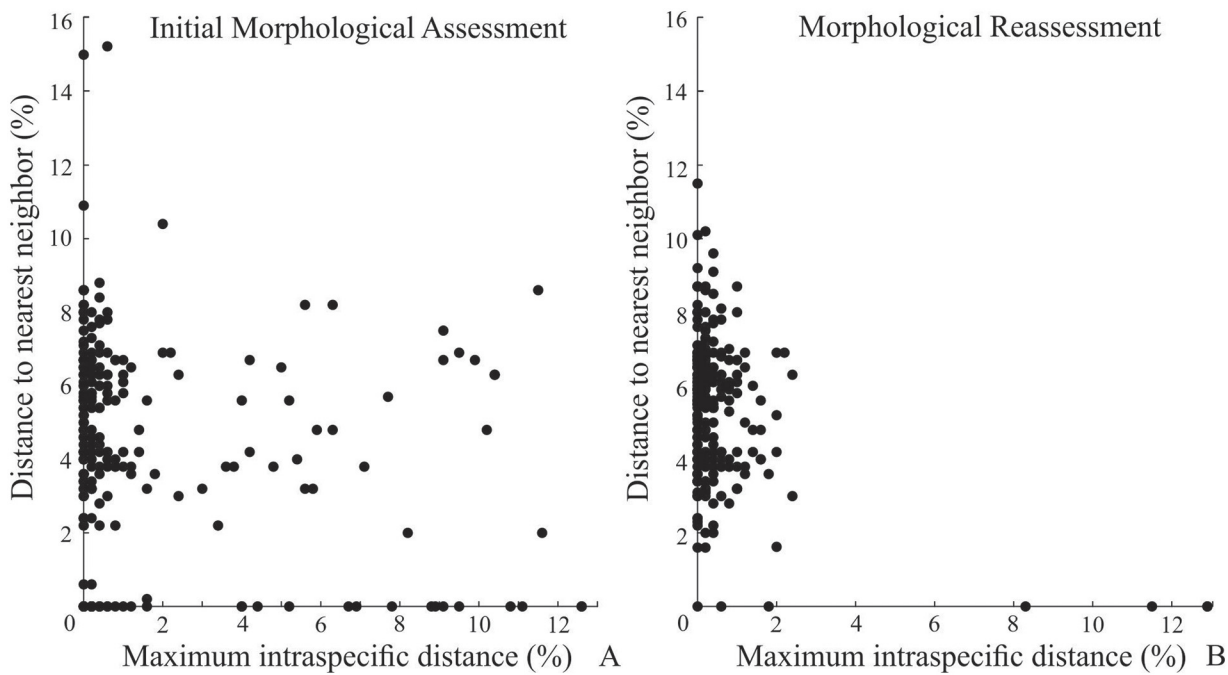 Initial Morphological Assessment
16
14
12
10
8
6
4
2
Distance to nearest neighbor (%)
0 2 4 6 8 10 12
Maximum intraspecific distance (%) A
Morphological Reassessment
16
14
12
10
8
6
4
2
Distance to nearest neighbor (%)
0 2 4 6 8 10 12
Maximum intraspecific distance (%) B